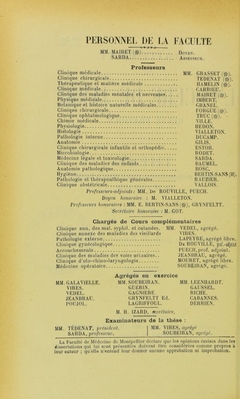 PERSONNEL DE LA FACULTE
MM. MAIRET (✻) Doyen.
SARDA Assesseur.
Professeurs
Clinique médicale MM. GRASSET (✻).
Clinique chirurgicale TEDENAT (✻).
Thérapeutique et matière médicale HAMELIN (✻).
Clinique médicale CARRIEU.
Clinique des maladies mentales et nerveuses MAIRET (✻).
Physique médicale IMBERT.
Botanique et histoire naturelle médicales GRANEL.
Clinique chirurgicale FORGUE (✻).
Clinique ophtalmologique TRUC (✻).
Chimie médicale VILLE.
Physiologie HEDON.
Histologie VIALLETON.
Pathologie interne DUCAMP.
Anatomie GILIS.
Clinique chirurgicale infantile et orthopédie ESTOR.
Microbiologie RODET.
Médecine légale et toxicologie SARDA.
Clinique des maladies des enfants BAUMEL.
Anatomie pathologique BOSC.
Hygiène BERTIN-SANS (H).
Pathologie et thérapeutique générales RAUZIER.
Clinique obstétricale VALLOIS.
Professeurs-adjoints : MM. DE ROUVILLE, PUECH.
Doyen honoraire : M. VIALLETON.
Professeurs honoraires : MM. E. BERTIN-SANS (✻), GRYNFELTT.
Secrétaire honoraire : M. GOT.
Chargés de Cours complémentaires
Clinique ann. des mal. syphil. et cutanées MM. VEDEL, agrégé.
Clinique annexe des maladies des vieillards VIRES.
Pathologie externe LAPEYRE, agrégé libre.
Clinique gynécologique DE ROUVILLE, prof. adjoint
Accouchements PUECH, prof. adjoint.
Clinique des maladies des voies urinaires JEANBRAU, agrégé.
Clinique d'oto-rhino-laryngologie MOURET, agrégé libre.
Médecine opératoire SOUBEIRAN, agrégé.
Agrégés en exercice
MM. GALAVIELLE. MM. SOUBEIRAN. MM. LEENHARDT.
VIRES. GUERIN. GAUSSEL.
VEDEL. GAGNIERE. RICHE.
JEANBRAU. GRYNFELTT Ed. CABANNES.
POUJOL. LAGRIFFOUL. DERRIEN.
M. H. IZARD, secrétaire.
Examinateurs de la thèse :
MM. TÉDENAT, président. MM. VIRES, agrégé
SARDA, professeur, SOUBEIRAN, agrégé.
La Faculté de Médecine de Montpellier déclare que les opinions émises dans les
dissertations qui lui sont présentées doivent être considérées comme propres à
leur auteur ; qu'elle n'entend leur donner aucune approbation ni improbation.